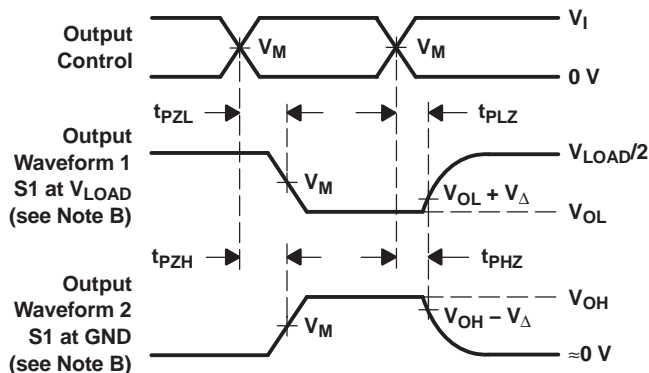 Output
Control
V_M
V_M
V_I
0 V
t_PZL
t_PLZ
Output
Waveform 1
S1 at V_LOAD
(see Note B)
V_M
V_OL + V_Δ
V_LOAD/2
V_OL
t_PZH
t_PHZ
Output
Waveform 2
S1 at GND
(see Note B)
V_M
V_OH − V_Δ
V_OH
≈0 V